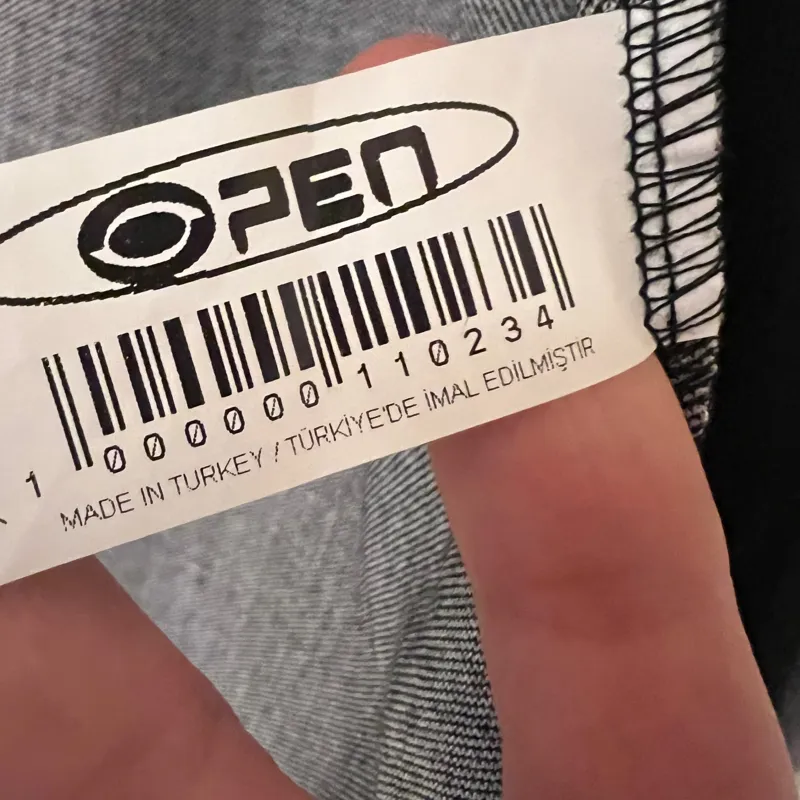 OPEN
1 000000 110234
MADE IN TURKEY / TÜRKİYE'DE İMAL EDİLMİŞTİR